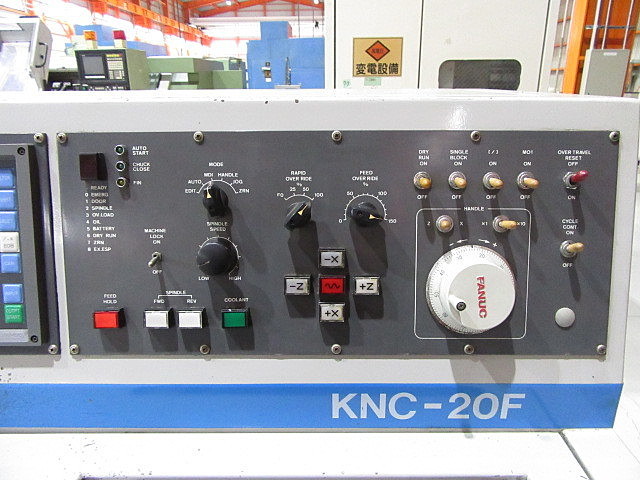 変電設備
AUTO
START
CHUCK
CLOSE
FIN
READY
0 EMERG
1 DOOR
2 SPINDLE
3 OV.LOAD
4 OIL
5 BATTERY
6 DRY RUN
7 ZRN
8 EX.ESP
MODE
EDIT AUTO MDI HANDLE JOG ZRN
SPINDLE
SPEED
LOW HIGH
MACHINE
LOCK
ON
OFF
RAPID
OVER RIDE
%
F0 25 50 100
FEED
OVER RIDE
%
0 50 100 150
DRY
RUN
ON
OFF
SINGLE
BLOCK
ON
OFF
[/]
ON
OFF
M01
ON
OFF
OVER TRAVEL
RESET
OFF
ON
HANDLE
Z X
X1 X10
CYCLE
CONT
ON
OFF
- +
FANUC
-X
-Z
+Z
+X
FEED
HOLD
SPINDLE
FWD REV
COOLANT
KNC-20F